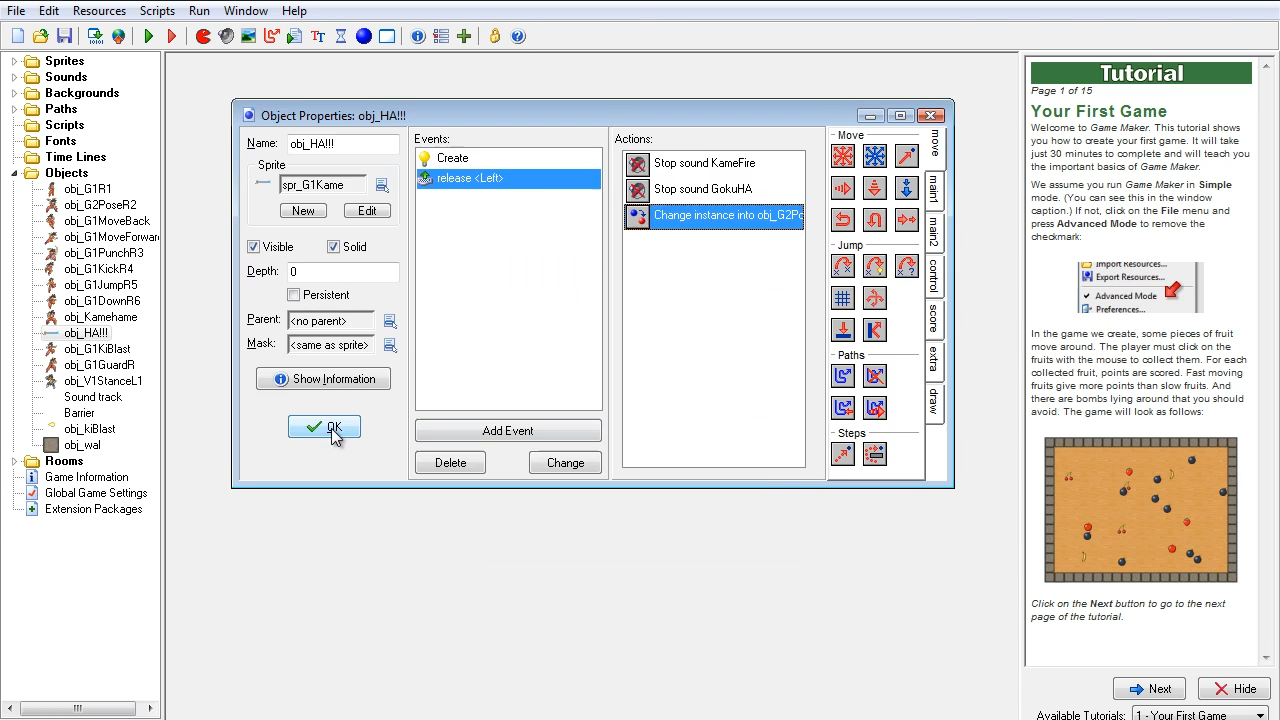 File Edit Resources Scripts Run Window Help
Sprites
Sounds
Backgrounds
Paths
Scripts
Fonts
Time Lines
Objects
obj_G1R1
obj_G2PoseR2
obj_G1MoveBack
obj_G1MoveForward
obj_G1PunchR3
obj_G1KickR4
obj_G1JumpR5
obj_G1DownR6
obj_Kamehame
obj_HA!!!
obj_G1KiBlast
obj_G1GuardR
obj_V1StanceL1
Sound track
Barrier
obj_kiBlast
obj_wal
Rooms
Game Information
Global Game Settings
Extension Packages
Object Properties: obj_HA!!!
Name: obj_HA!!!
Sprite
spr_G1Kame
New Edit
Visible Solid
Depth: 0
Persistent
Parent: <no parent>
Mask: <same as sprite>
Show Information
OK
Events:
Create
release <Left>
Add Event
Delete Change
Actions:
Stop sound KameFire
Stop sound GokuHA
Change instance into obj_G2Po
Move
Jump
Paths
Steps
move
main1
main2
control
score
extra
draw
Tutorial
Page 1 of 15
Your First Game
Welcome to Game Maker. This tutorial shows
you how to create your first game. It will take
just 30 minutes to complete and will teach you
the important basics of Game Maker.
We assume you run Game Maker in Simple
mode. (You can see this in the window
caption.) If not, click on the File menu and
press Advanced Mode to remove the
checkmark:
Import Resources...
Export Resources...
Advanced Mode
Preferences...
In the game we create, some pieces of fruit
move around. The player must click on the
fruits with the mouse to collect them. For each
collected fruit, points are scored. Fast moving
fruits give more points than slow fruits. And
there are bombs lying around that you should
avoid. The game will look as follows:
Click on the Next button to go to the next
page of the tutorial.
Next Hide
Available Tutorials: 1 - Your First Game